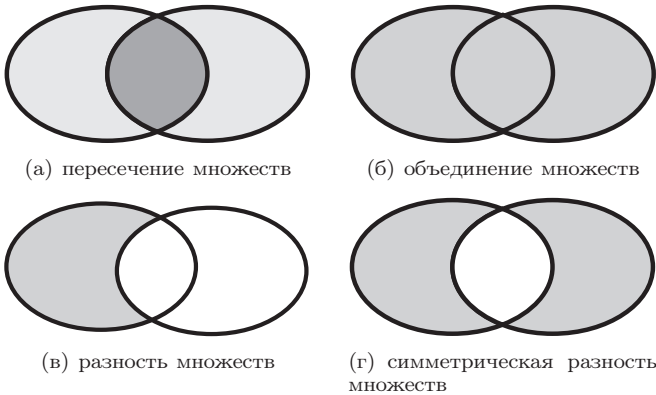 (а) пересечение множеств
(б) объединение множеств
(в) разность множеств
(г) симметрическая разность
множеств